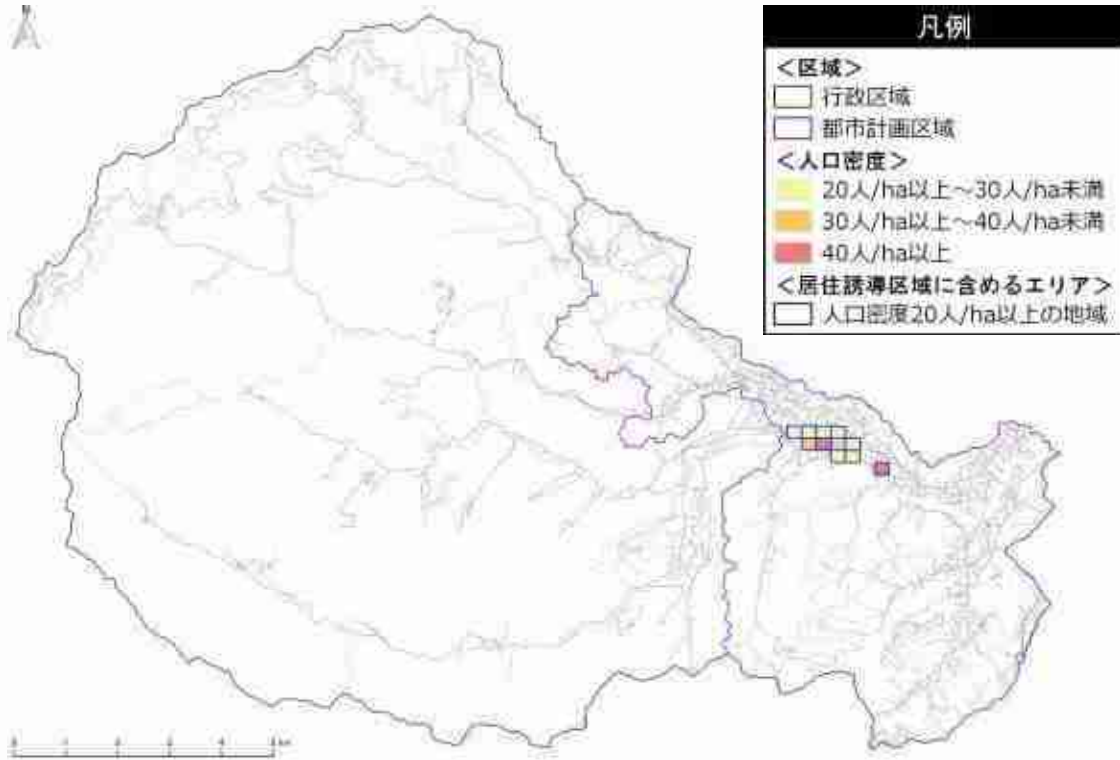 凡例
<区域>
行政区域
都市計画区域
<人口密度>
20人/ha以上~30人/ha未満
30人/ha以上~40人/ha未満
40人/ha以上
<居住誘導区域に含めるエリア>
人口密度20人/ha以上の地域